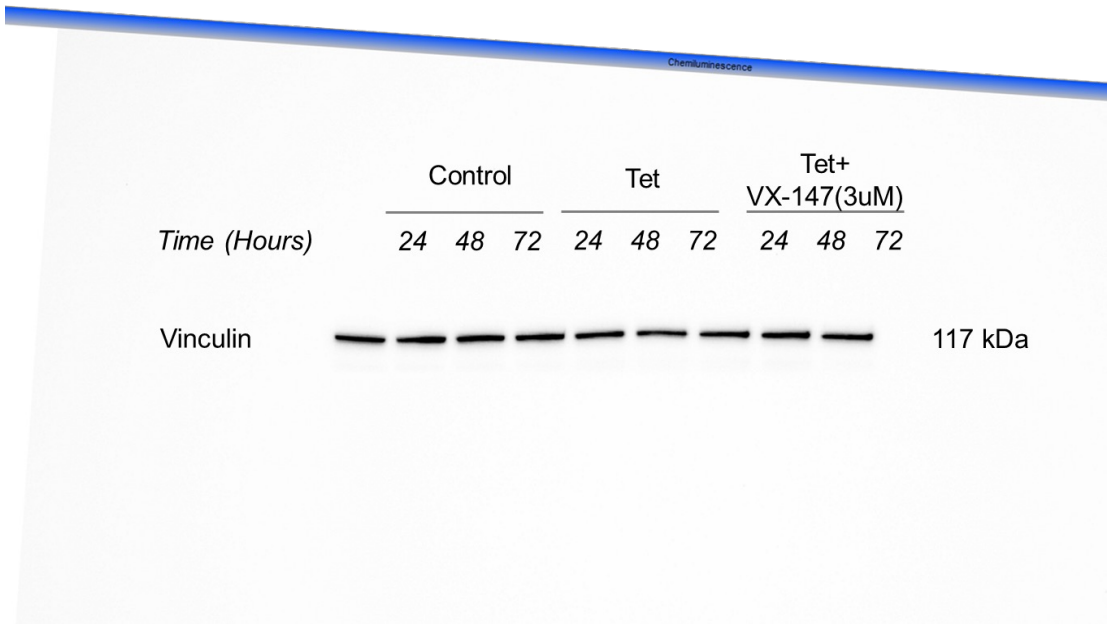 Chemiluminescence
Control Tet Tet+
VX-147(3uM)
Time (Hours) 24 48 72 24 48 72 24 48 72
Vinculin 117 kDa